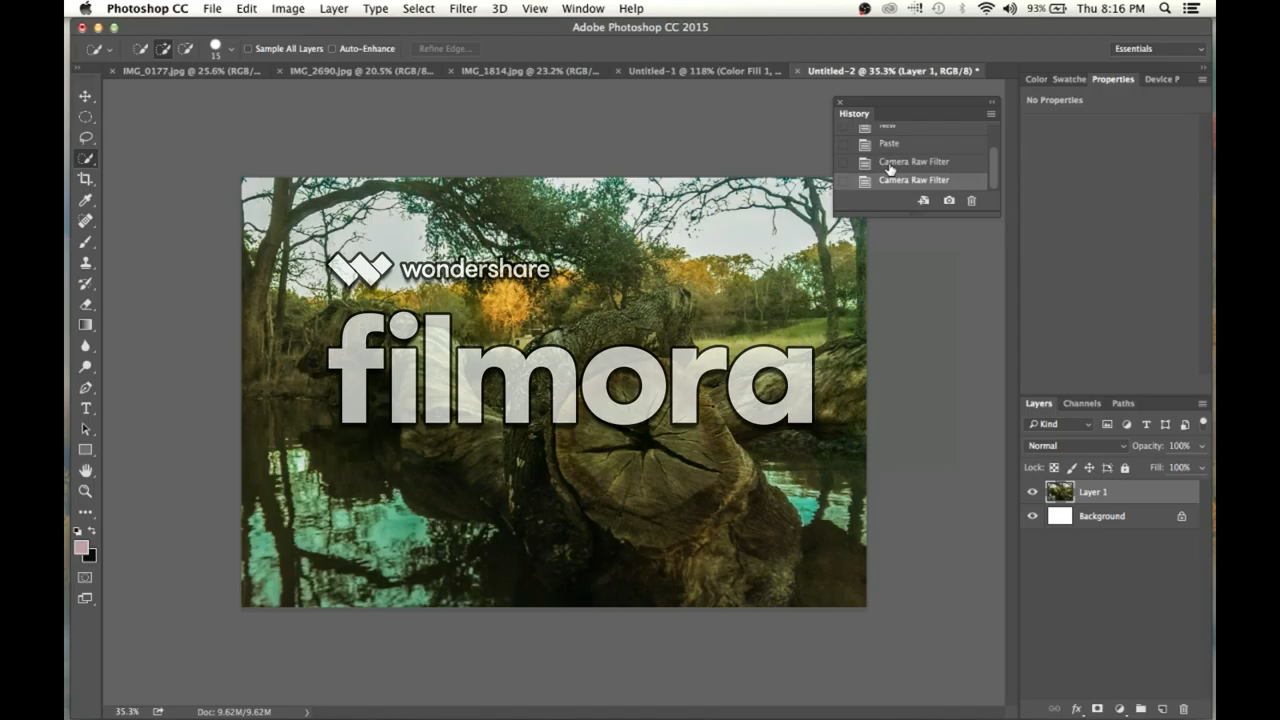 Photoshop CC File Edit Image Layer Type Select Filter 3D View Window Help 93% Thu 8:16 PM
Adobe Photoshop CC 2015
15 Sample All Layers Auto-Enhance Refine Edge... Essentials
IMG_0177.jpg @ 25.6% (RGB/... IMG_2690.jpg @ 20.5% (RGB/8... IMG_1814.jpg @ 23.2% (RGB/... Untitled-1 @ 118% (Color Fill 1, ... Untitled-2 @ 35.3% (Layer 1, RGB/8) *
Color Swatche Properties Device P
No Properties
History
New
Paste
Camera Raw Filter
Camera Raw Filter
wondershare
filmora
Layers Channels Paths
Kind
Normal Opacity: 100%
Lock: Fill: 100%
Layer 1
Background
fx
35.3% Doc: 9.62M/9.62M